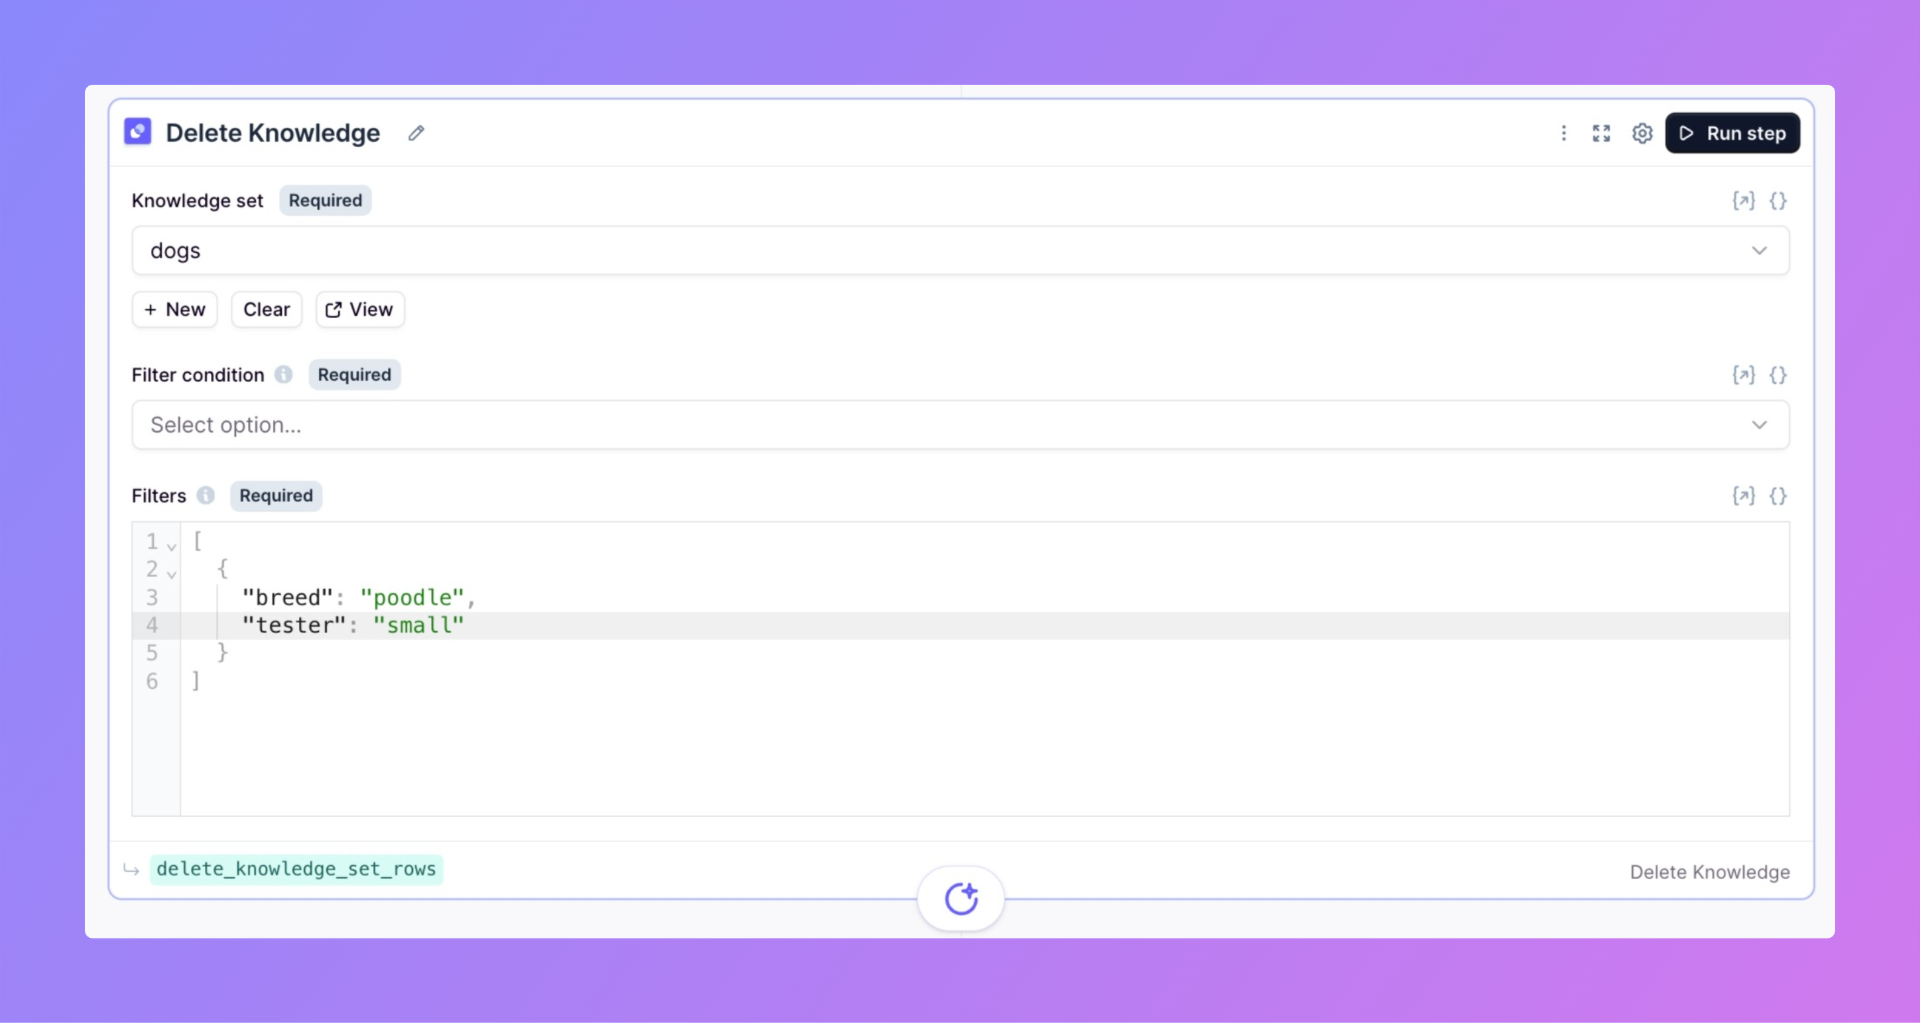 Delete Knowledge
Run step
Knowledge set Required
dogs
+ New Clear View
Filter condition Required
Select option...
Filters Required
1 [
2 {
3 "breed": "poodle",
4 "tester": "small"
5 }
6 ]
delete_knowledge_set_rows
Delete Knowledge